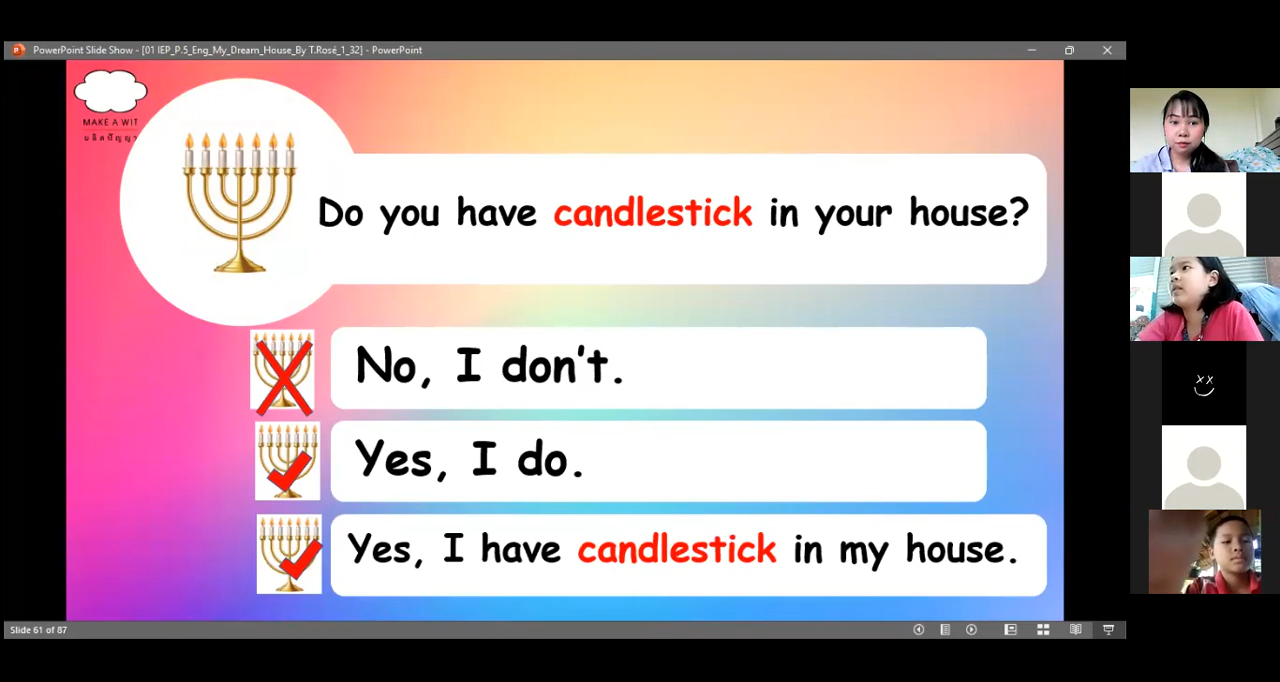 PowerPoint Slide Show - [01 IEP_P.5_Eng_My_Dream_House_By T.Rosé_1_32] - PowerPoint
MAKE A WIT
Do you have candlestick in your house?
No, I don't.
Yes, I do.
Yes, I have candlestick in my house.
Slide 61 of 87